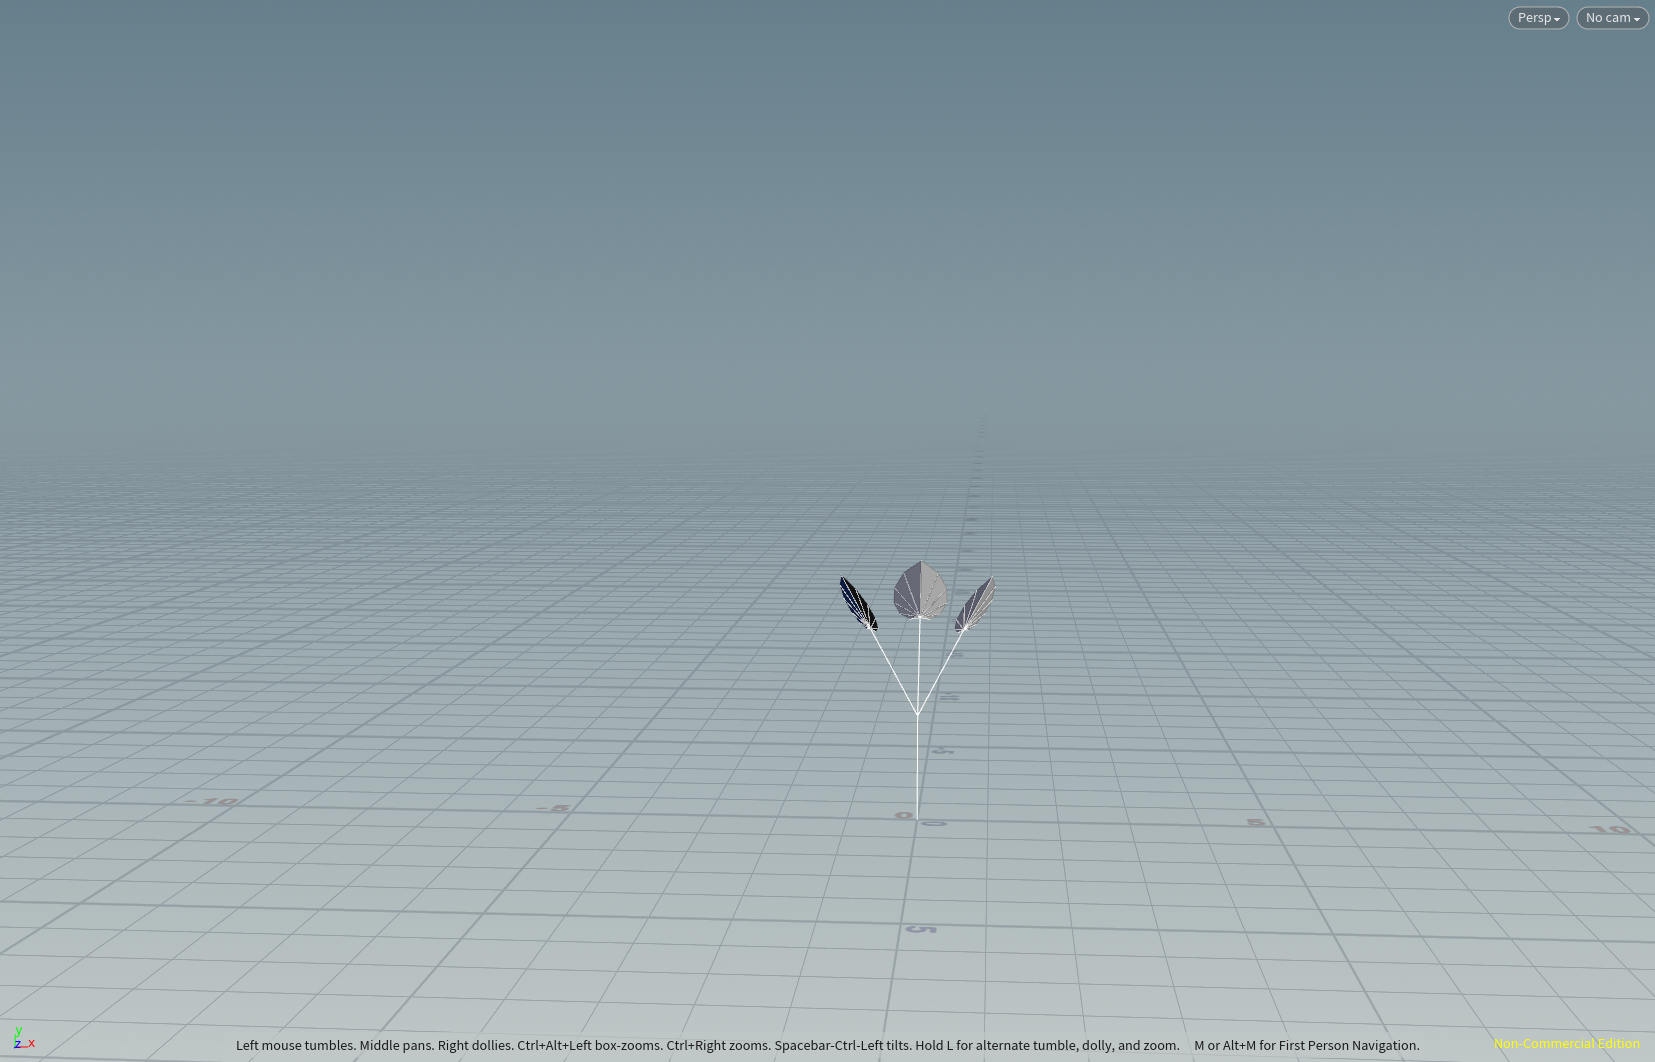 Persp
No cam
-10
-5
0
0
5
10
5
5
y
z x
Left mouse tumbles. Middle pans. Right dollies. Ctrl+Alt+Left box-zooms. Ctrl+Right zooms. Spacebar-Ctrl-Left tilts. Hold L for alternate tumble, dolly, and zoom. M or Alt+M for First Person Navigation.
Non-Commercial Edition